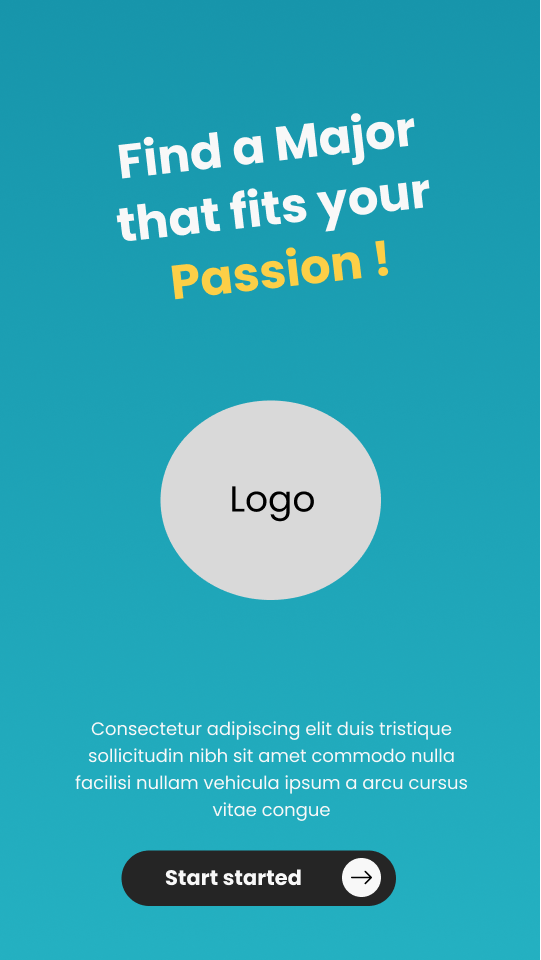 Find a Major
that fits your
Passion !
Logo
Consectetur adipiscing elit duis tristique
sollicitudin nibh sit amet commodo nulla
facilisi nullam vehicula ipsum a arcu cursus
vitae congue
Start started